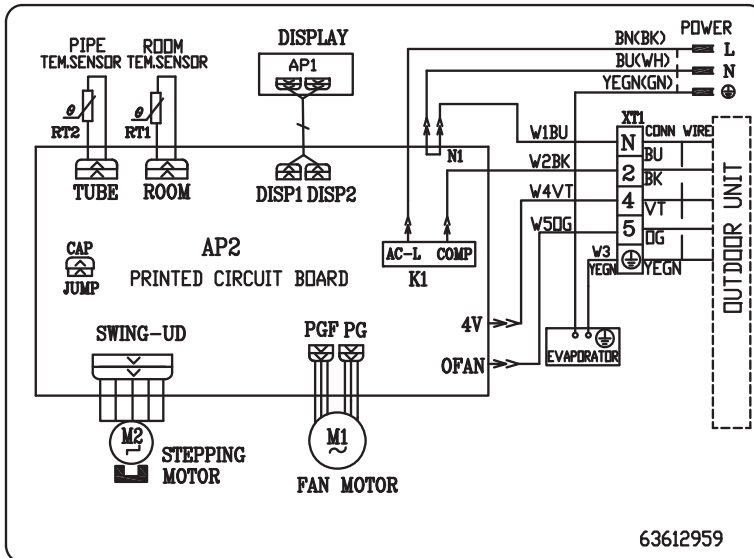 POWER
PIPE
TEM.SENSOR
ROOM
TEM.SENSOR
DISPLAY
AP1
BN(BK)
L
BU(WH)
N
YEGN(GN)
θ
RT2
θ
RT1
XT1
CONN WIRE
N1
W1BU
N
BU
TUBE
ROOM
DISP1 DISP2
W2BK
2
BK
W4VT
4
VT
W5OG
5
OG
W3
YEGN
YEGN
OUTDOOR UNIT
CAP
JUMP
AP2
PRINTED CIRCUIT BOARD
AC-L
COMP
K1
4V
OFAN
EVAPORATOR
SWING-UD
PGF PG
M2
STEPPING
MOTOR
M1
~
FAN MOTOR
63612959